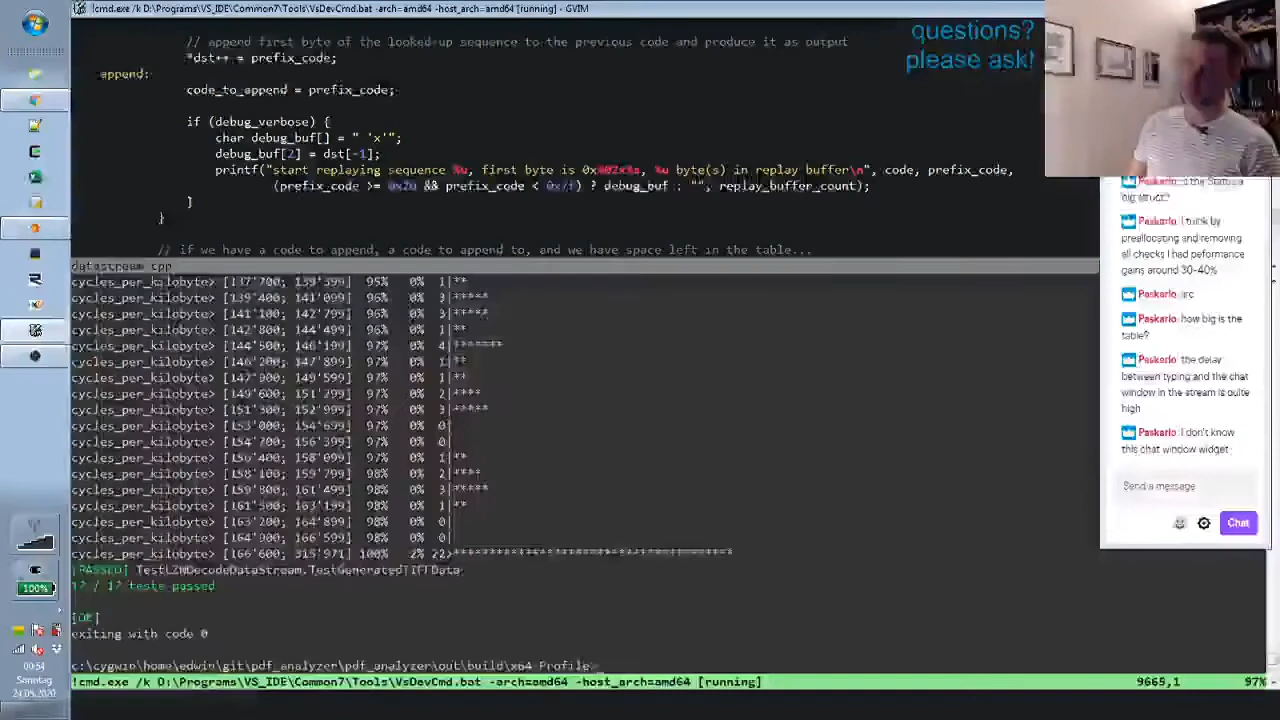 !cmd.exe /k D:\Programs\VS_IDE\Common7\Tools\VsDevCmd.bat -arch=amd64 -host_arch=amd64 [running] - GVIM
questions?
please ask!
// append first byte of the looked-up sequence to the previous code and produce it as output
*dst++ = prefix_code;
append:
code_to_append = prefix_code;
if (debug_verbose) {
char debug_buf[] = " 'x'";
debug_buf[2] = dst[-1];
printf("start replaying sequence %u, first byte is 0x%02x%s, %u byte(s) in replay buffer\n", code, prefix_code,
(prefix_code >= 0x20 && prefix_code < 0x7f) ? debug_buf : "", replay_buffer_count);
}
}
// if we have a code to append, a code to append to, and we have space left in the table...
datastream.cpp
cycles_per_kilobyte> [137'700; 139'399] 95% 0% 1|**
cycles_per_kilobyte> [139'400; 141'099] 96% 0% 3|*****
cycles_per_kilobyte> [141'100; 142'799] 96% 0% 3|*****
cycles_per_kilobyte> [142'800; 144'499] 96% 0% 1|**
cycles_per_kilobyte> [144'500; 146'199] 97% 0% 4|*******
cycles_per_kilobyte> [146'200; 147'899] 97% 0% 1|**
cycles_per_kilobyte> [147'900; 149'599] 97% 0% 1|**
cycles_per_kilobyte> [149'600; 151'299] 97% 0% 2|****
cycles_per_kilobyte> [151'300; 152'999] 97% 0% 3|*****
cycles_per_kilobyte> [153'000; 154'699] 97% 0% 0|
cycles_per_kilobyte> [154'700; 156'399] 97% 0% 0|
cycles_per_kilobyte> [156'400; 158'099] 97% 0% 1|**
cycles_per_kilobyte> [158'100; 159'799] 98% 0% 2|****
cycles_per_kilobyte> [159'800; 161'499] 98% 0% 3|*****
cycles_per_kilobyte> [161'500; 163'199] 98% 0% 1|**
cycles_per_kilobyte> [163'200; 164'899] 98% 0% 0|
cycles_per_kilobyte> [164'900; 166'599] 98% 0% 0|
cycles_per_kilobyte> [166'600; 315'971] 100% 2% 22>****************************************
[PASSED] TestLZWDecodeDataStream.TestGeneratedTIFFData
12 / 12 tests passed
[OK]
exiting with code 0
c:\cygwin\home\edwin\git\pdf_analyzer\pdf_analyzer\out\build\x64-Profile>
!cmd.exe /k D:\Programs\VS_IDE\Common7\Tools\VsDevCmd.bat -arch=amd64 -host_arch=amd64 [running]
9665,1
97%
big struct?
Paskario: I think by
preallocating and removing
all checks I had peformance
gains around 30-40%
Paskario: irc
Paskario: how big is the
table?
Paskario: the delay
between typing and the chat
window in the stream is quite
high
Paskario: I don't know
this chat window widget
Send a message
Chat
100%
00:54
Sonntag
24.05.2020